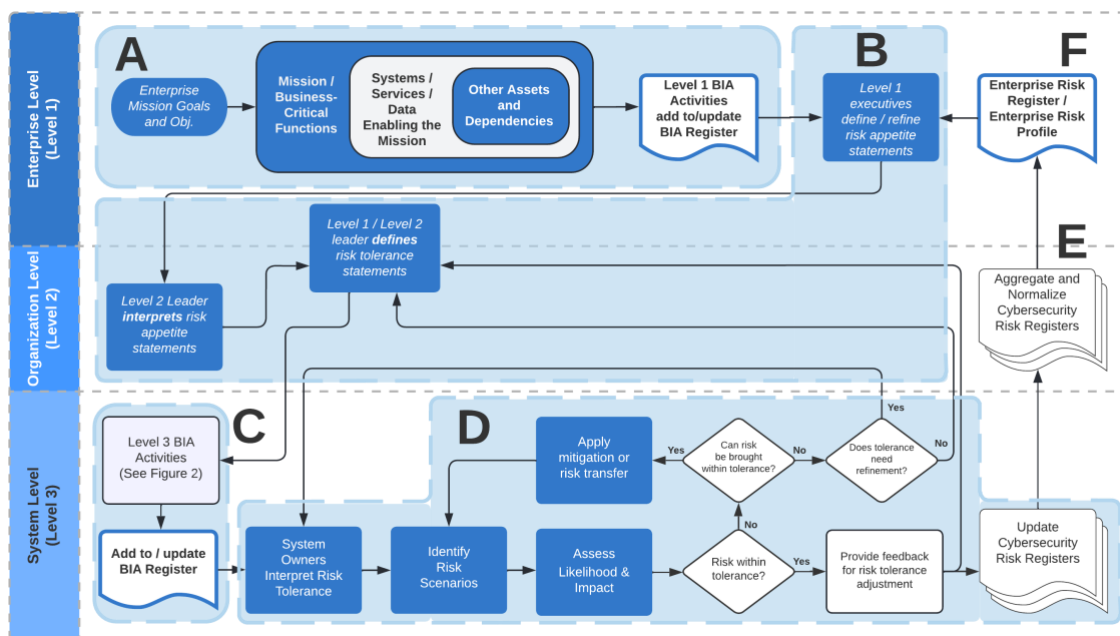 Enterprise Level
(Level 1)
A
Enterprise
Mission Goals
and Obj.
Mission /
Business-
Critical
Functions
Systems /
Services /
Data
Enabling the
Mission
Other Assets
and
Dependencies
Level 1 BIA
Activities
add to/update
BIA Register
B
Level 1
executives
define / refine
risk appetite
statements
F
Enterprise Risk
Register /
Enterprise Risk
Profile
Organization Level
(Level 2)
Level 2 Leader
interprets risk
appetite
statements
Level 1 / Level 2
leader defines
risk tolerance
statements
E
Aggregate and
Normalize
Cybersecurity
Risk Registers
System Level
(Level 3)
C
Level 3 BIA
Activities
(See Figure 2)
Add to / update
BIA Register
D
System
Owners
Interpret Risk
Tolerance
Identify
Risk
Scenarios
Assess
Likelihood &
Impact
Risk within
tolerance?
Yes
No
Provide feedback
for risk tolerance
adjustment
Apply
mitigation or
risk transfer
Yes
Can risk
be brought
within tolerance?
No
Does tolerance
need
refinement?
Yes
No
Update
Cybersecurity
Risk Registers